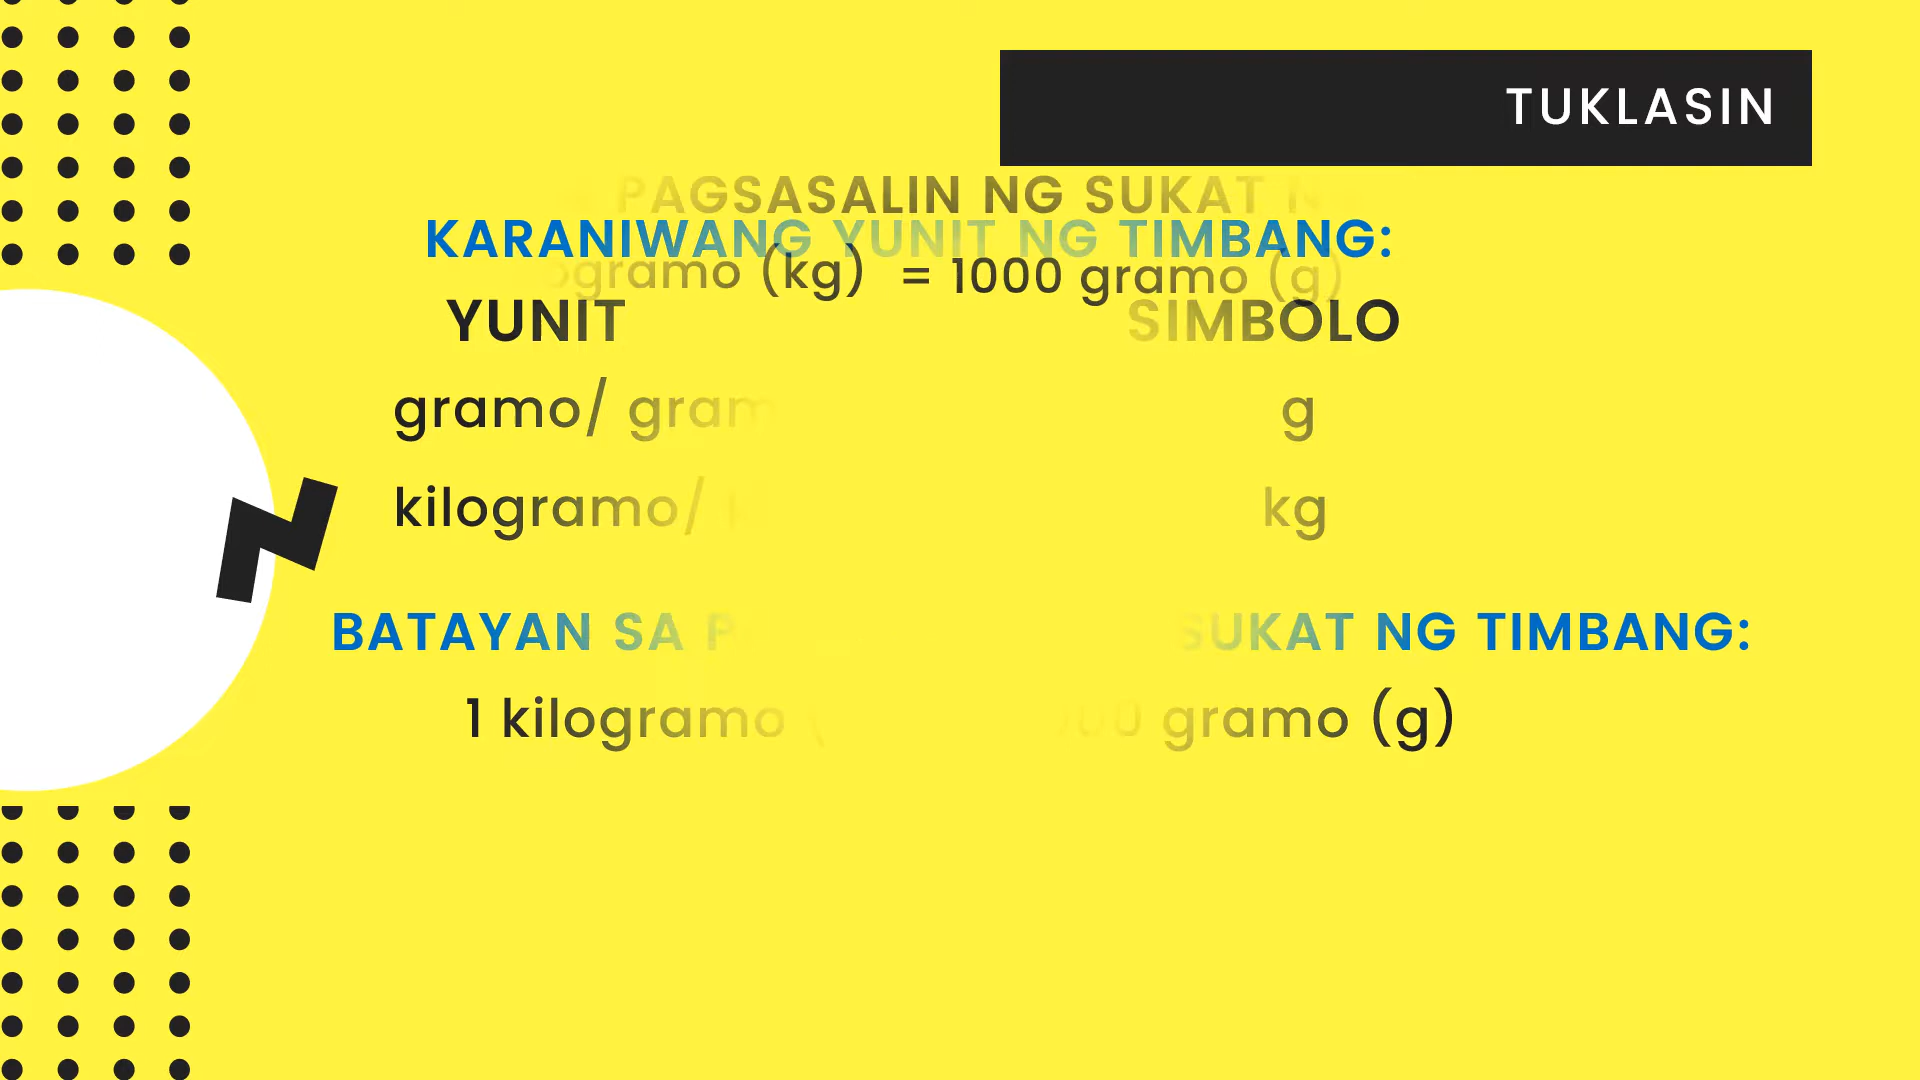 TUKLASIN
PAGSASALIN NG SUKAT
KARANIWANG YUNIT NG TIMBANG:
(kg) = 1000 gramo (g)
YUNIT SIMBOLO
gramo/ g
kilogramo/ kg
BATAYAN SA SUKAT NG TIMBANG:
1 kilogramo gramo (g)